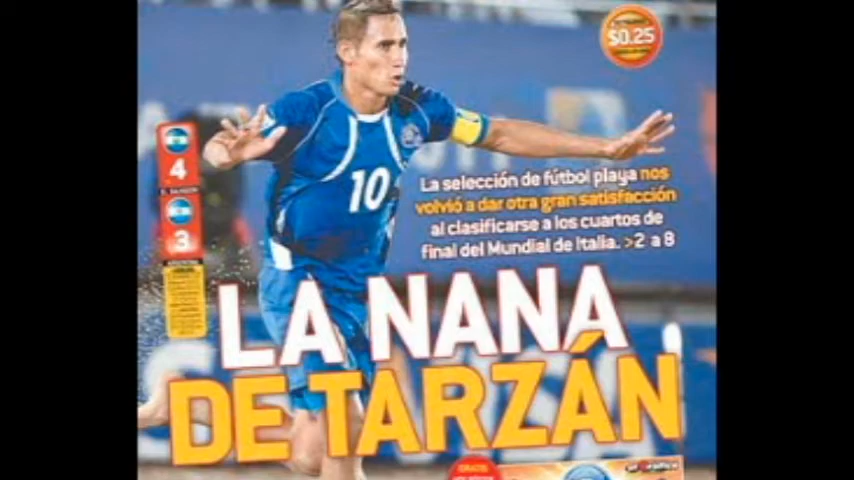 $0.25
4
3
10
La selección de fútbol playa nos
volvió a dar otra gran satisfacción
al clasificarse a los cuartos de
final del Mundial de Italia. >2 a 8
LA NANA
DE TARZÁN
GRATIS